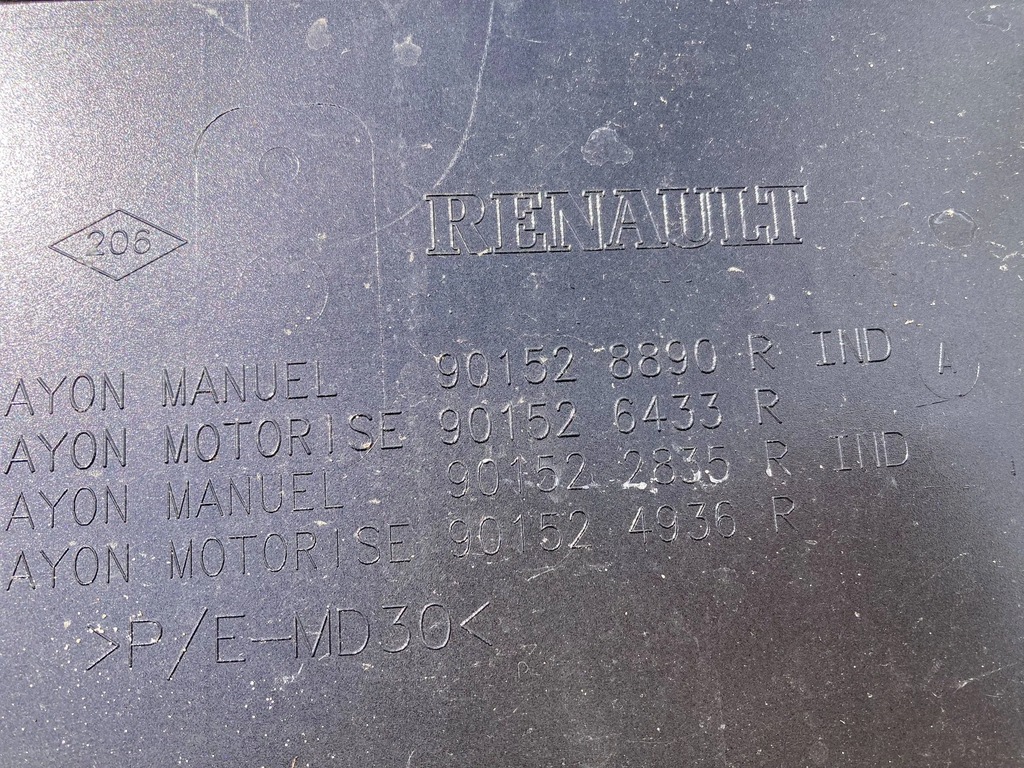 206
RENAULT
AYON MANUEL 90152 8890 R IND A
AYON MOTORISE 90152 6433 R
AYON MANUEL 90152 2835 R IND
AYON MOTORISE 90152 4936 R
>P/E-MD30<